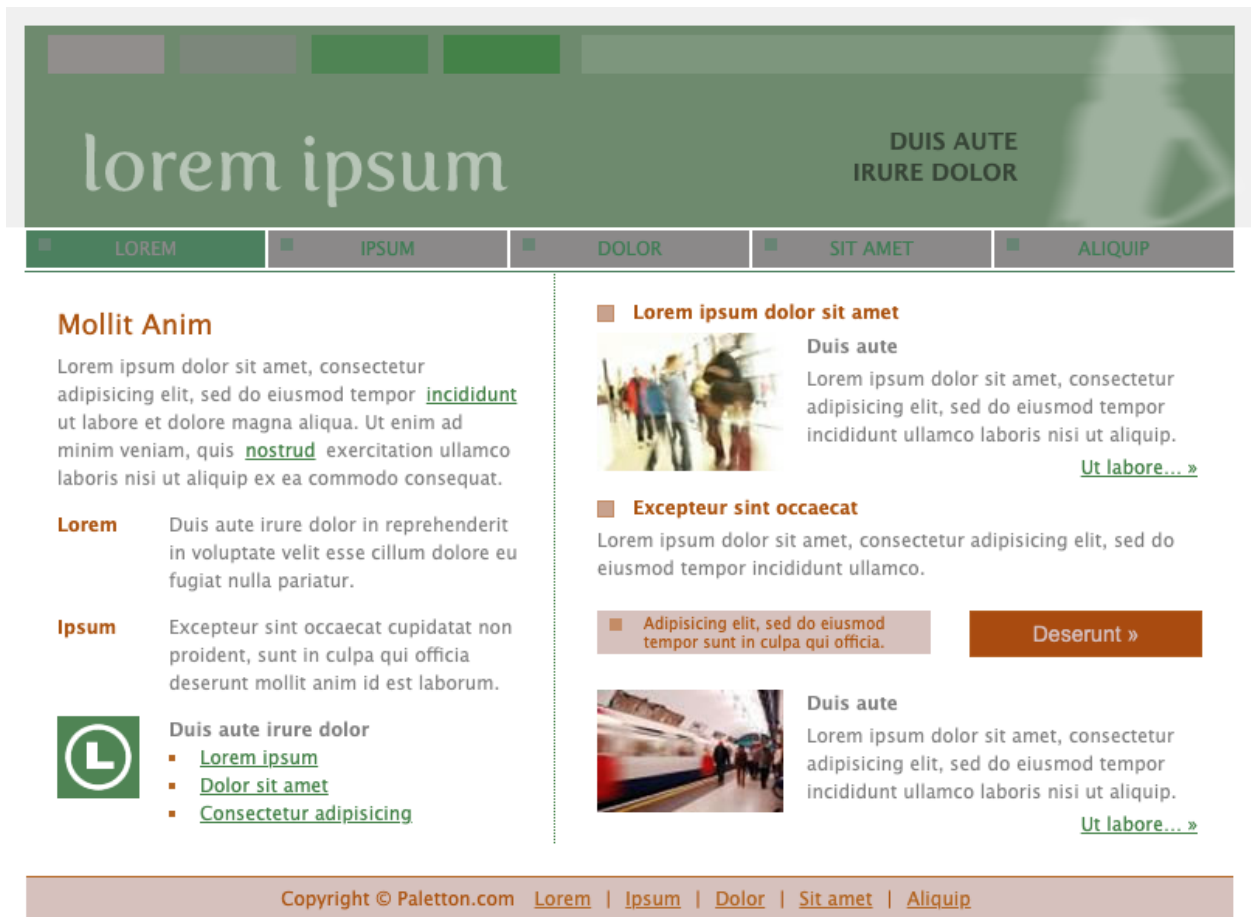 lorem ipsum
DUIS AUTE
IRURE DOLOR
LOREM
IPSUM
DOLOR
SIT AMET
ALIQUIP
Mollit Anim
Lorem ipsum dolor sit amet, consectetur
adipisicing elit, sed do eiusmod tempor incididunt
ut labore et dolore magna aliqua. Ut enim ad
minim veniam, quis nostrud exercitation ullamco
laboris nisi ut aliquip ex ea commodo consequat.
Lorem
Duis aute irure dolor in reprehenderit
in voluptate velit esse cillum dolore eu
fugiat nulla pariatur.
Ipsum
Excepteur sint occaecat cupidatat non
proident, sunt in culpa qui officia
deserunt mollit anim id est laborum.
L
Duis aute irure dolor
Lorem ipsum
Dolor sit amet
Consectetur adipisicing
Lorem ipsum dolor sit amet
Duis aute
Lorem ipsum dolor sit amet, consectetur
adipisicing elit, sed do eiusmod tempor
incididunt ullamco laboris nisi ut aliquip.
Ut labore... »
Excepteur sint occaecat
Lorem ipsum dolor sit amet, consectetur adipisicing elit, sed do
eiusmod tempor incididunt ullamco.
Adipisicing elit, sed do eiusmod
tempor sunt in culpa qui officia.
Deserunt »
Duis aute
Lorem ipsum dolor sit amet, consectetur
adipisicing elit, sed do eiusmod tempor
incididunt ullamco laboris nisi ut aliquip.
Ut labore... »
Copyright © Paletton.com Lorem | Ipsum | Dolor | Sit amet | Aliquip